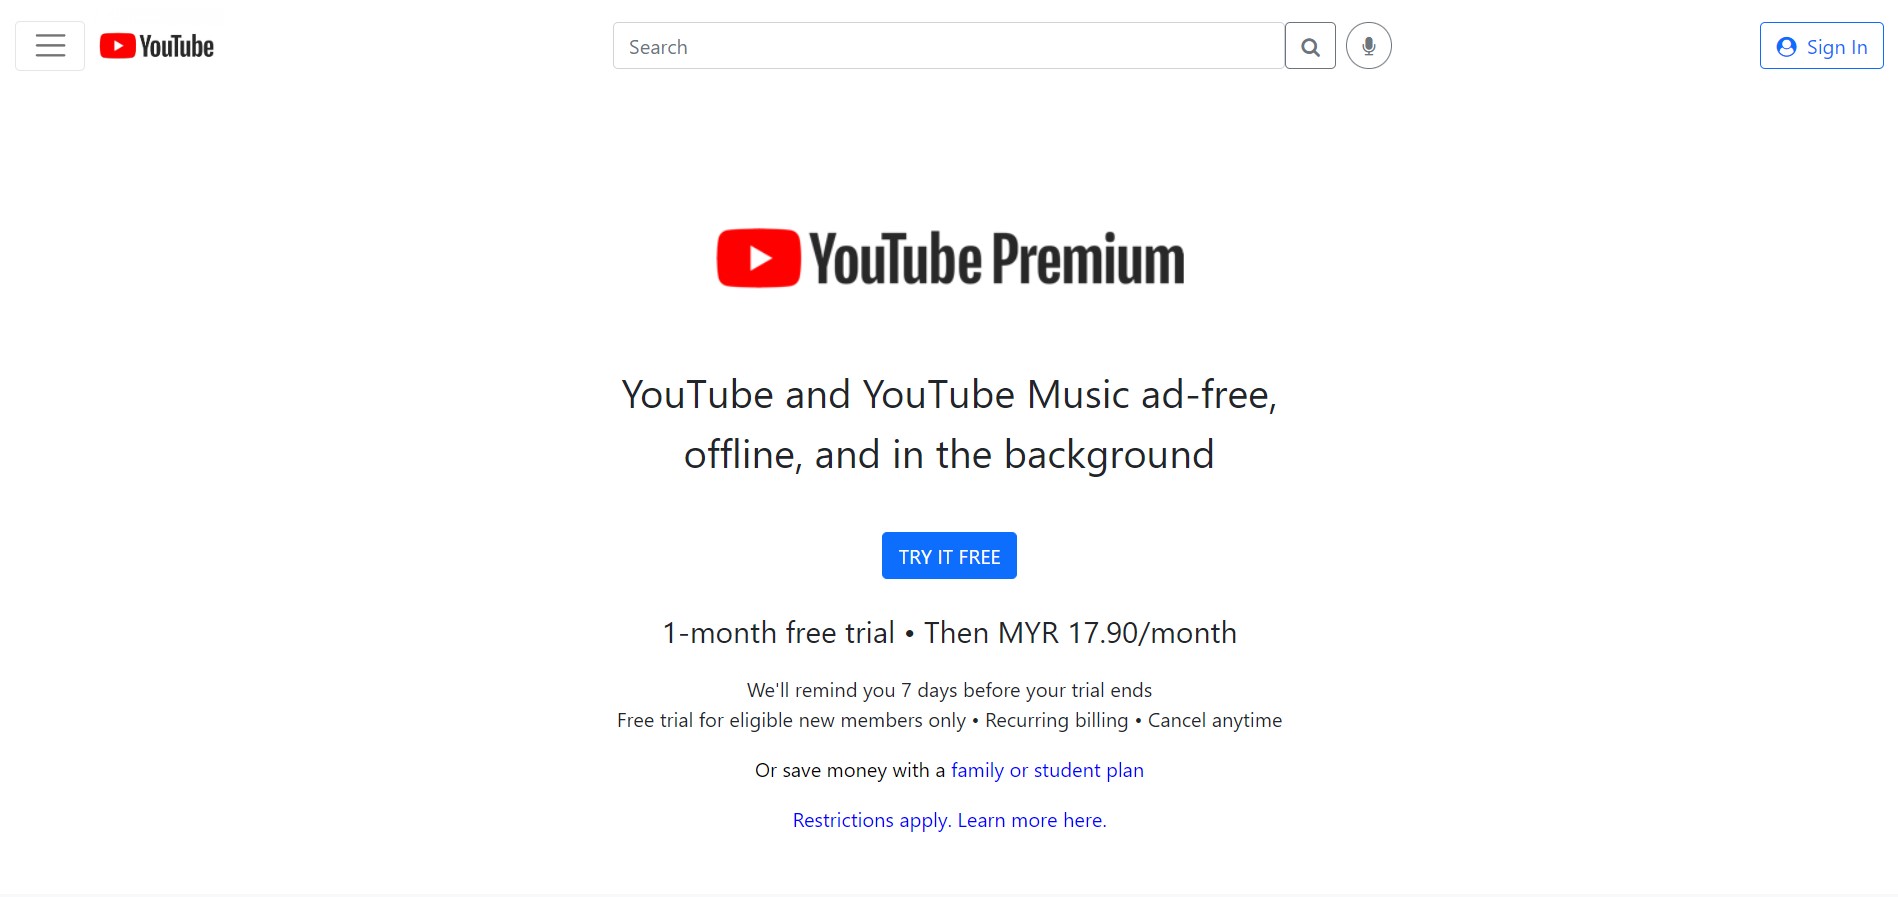 YouTube
Search
Sign In
YouTube Premium
YouTube and YouTube Music ad-free,
offline, and in the background
TRY IT FREE
1-month free trial • Then MYR 17.90/month
We'll remind you 7 days before your trial ends
Free trial for eligible new members only • Recurring billing • Cancel anytime
Or save money with a family or student plan
Restrictions apply. Learn more here.